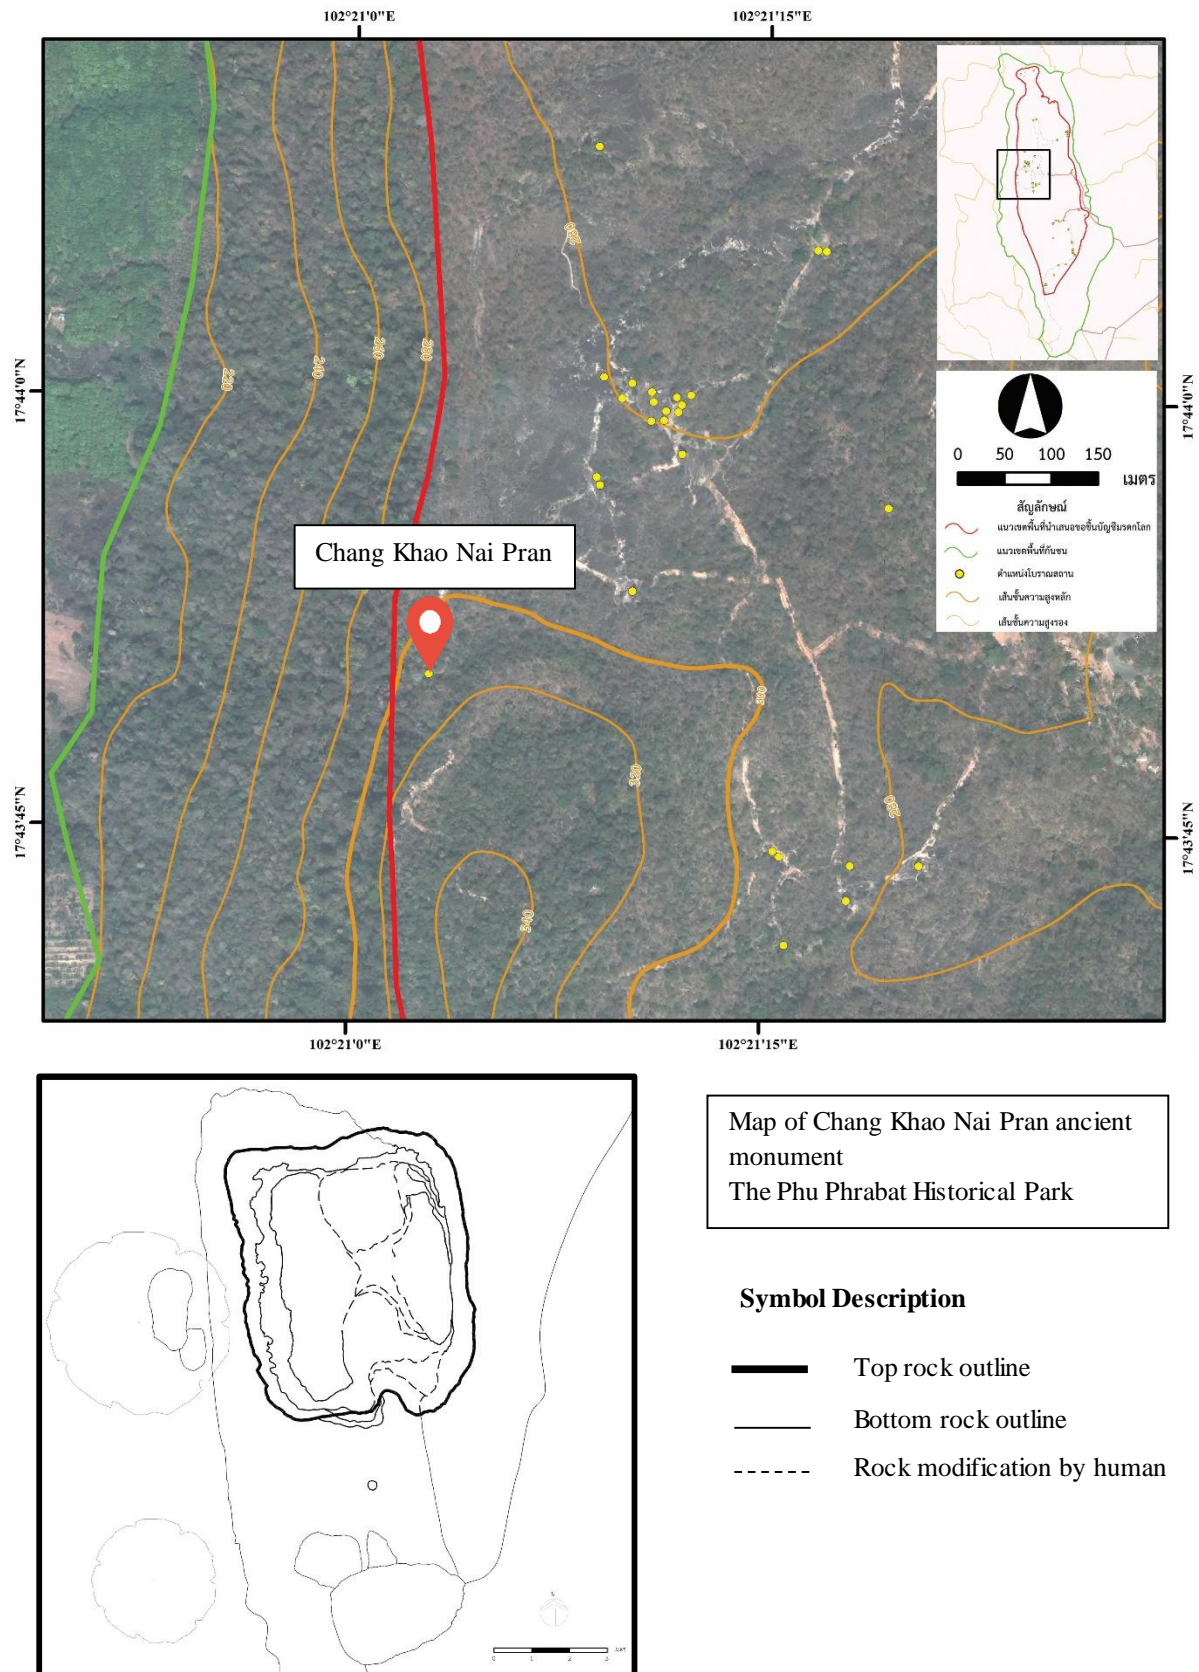 102°21'0"E 102°21'15"E
17°44'0"N
17°44'0"N
280
220
240
260
280
0 50 100 150
เมตร
สัญลักษณ์
แนวเขตพื้นที่นำเสนอขอขึ้นบัญชีมรดกโลก
แนวเขตพื้นที่กันชน
ตำแหน่งโบราณสถาน
เส้นชั้นความสูงหลัก
เส้นชั้นความสูงรอง
Chang Khao Nai Pran
300
320
280
340
17°43'45"N
17°43'45"N
102°21'0"E 102°21'15"E
Map of Chang Khao Nai Pran ancient
monument
The Phu Phrabat Historical Park
Symbol Description
Top rock outline
Bottom rock outline
Rock modification by human
0 1 2 3